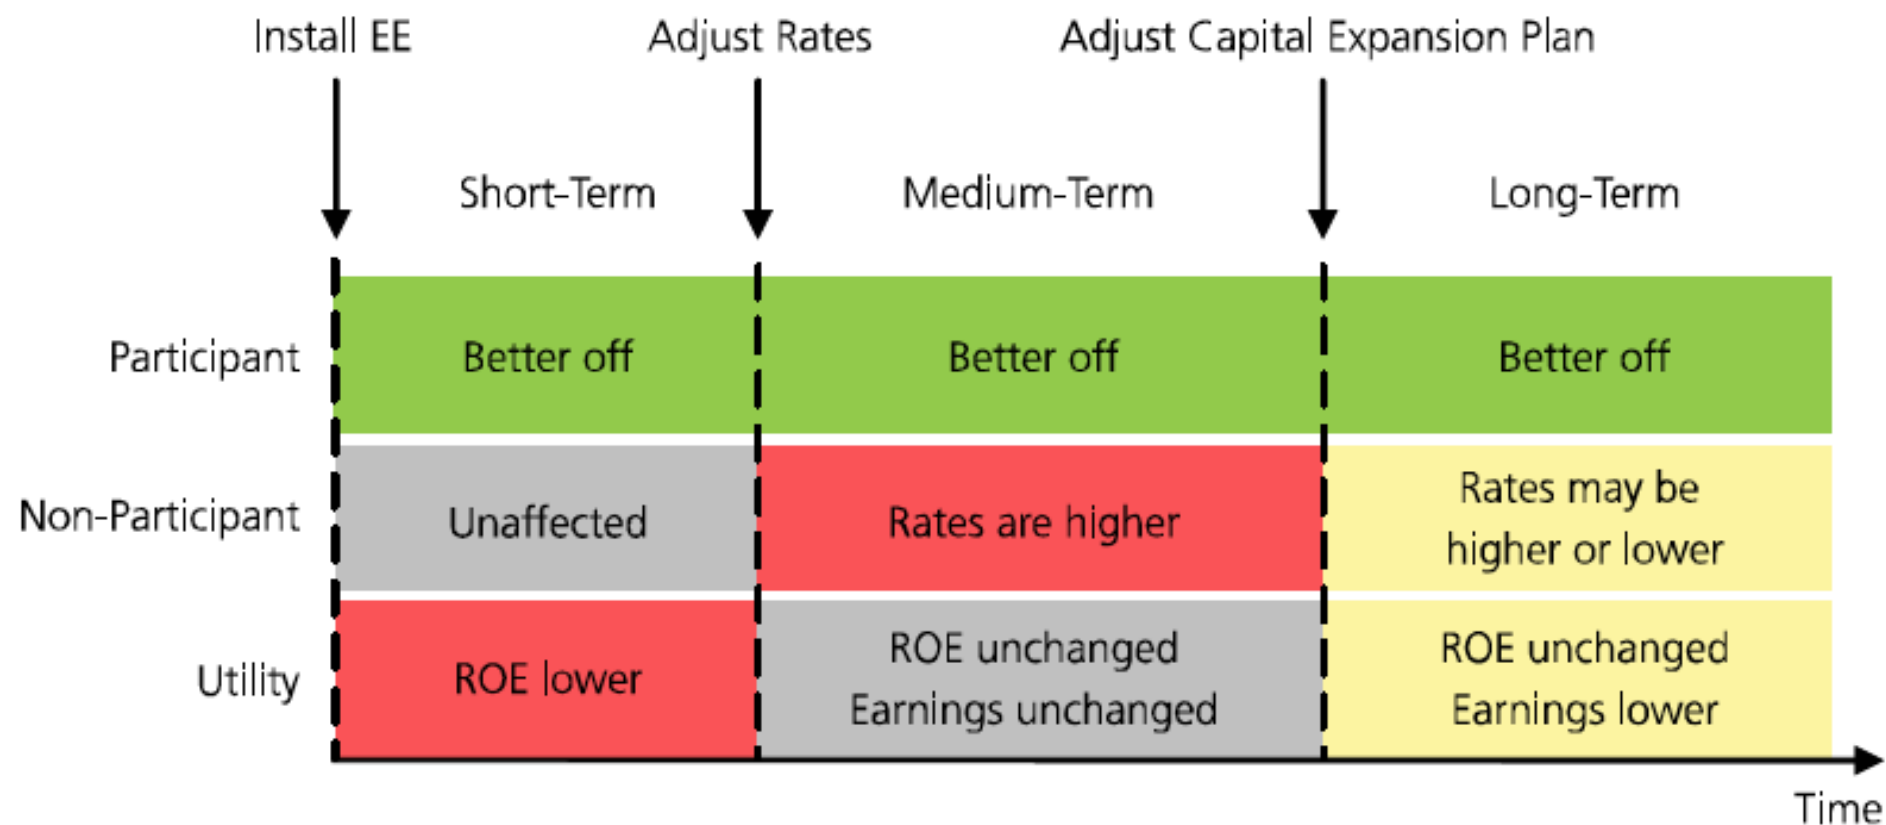 Install EE
Adjust Rates
Adjust Capital Expansion Plan
Short-Term
Medium-Term
Long-Term
Participant
Better off
Better off
Better off
Non-Participant
Unaffected
Rates are higher
Rates may be
higher or lower
Utility
ROE lower
ROE unchanged
Earnings unchanged
ROE unchanged
Earnings lower
Time